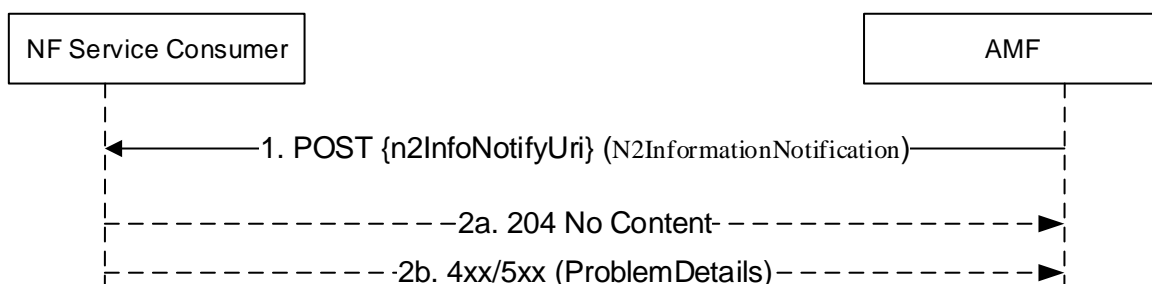 NF Service Consumer
AMF
1. POST {n2InfoNotifyUri} (N2InformationNotification)
2a. 204 No Content
2b. 4xx/5xx (ProblemDetails)